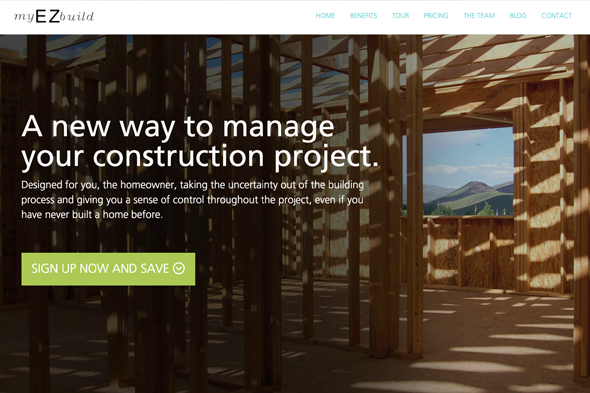 myEZbuild
HOME BENEFITS TOUR PRICING THE TEAM BLOG CONTACT
A new way to manage
your construction project.
Designed for you, the homeowner, taking the uncertainty out of the building
process and giving you a sense of control throughout the project, even if you
have never built a home before.
SIGN UP NOW AND SAVE